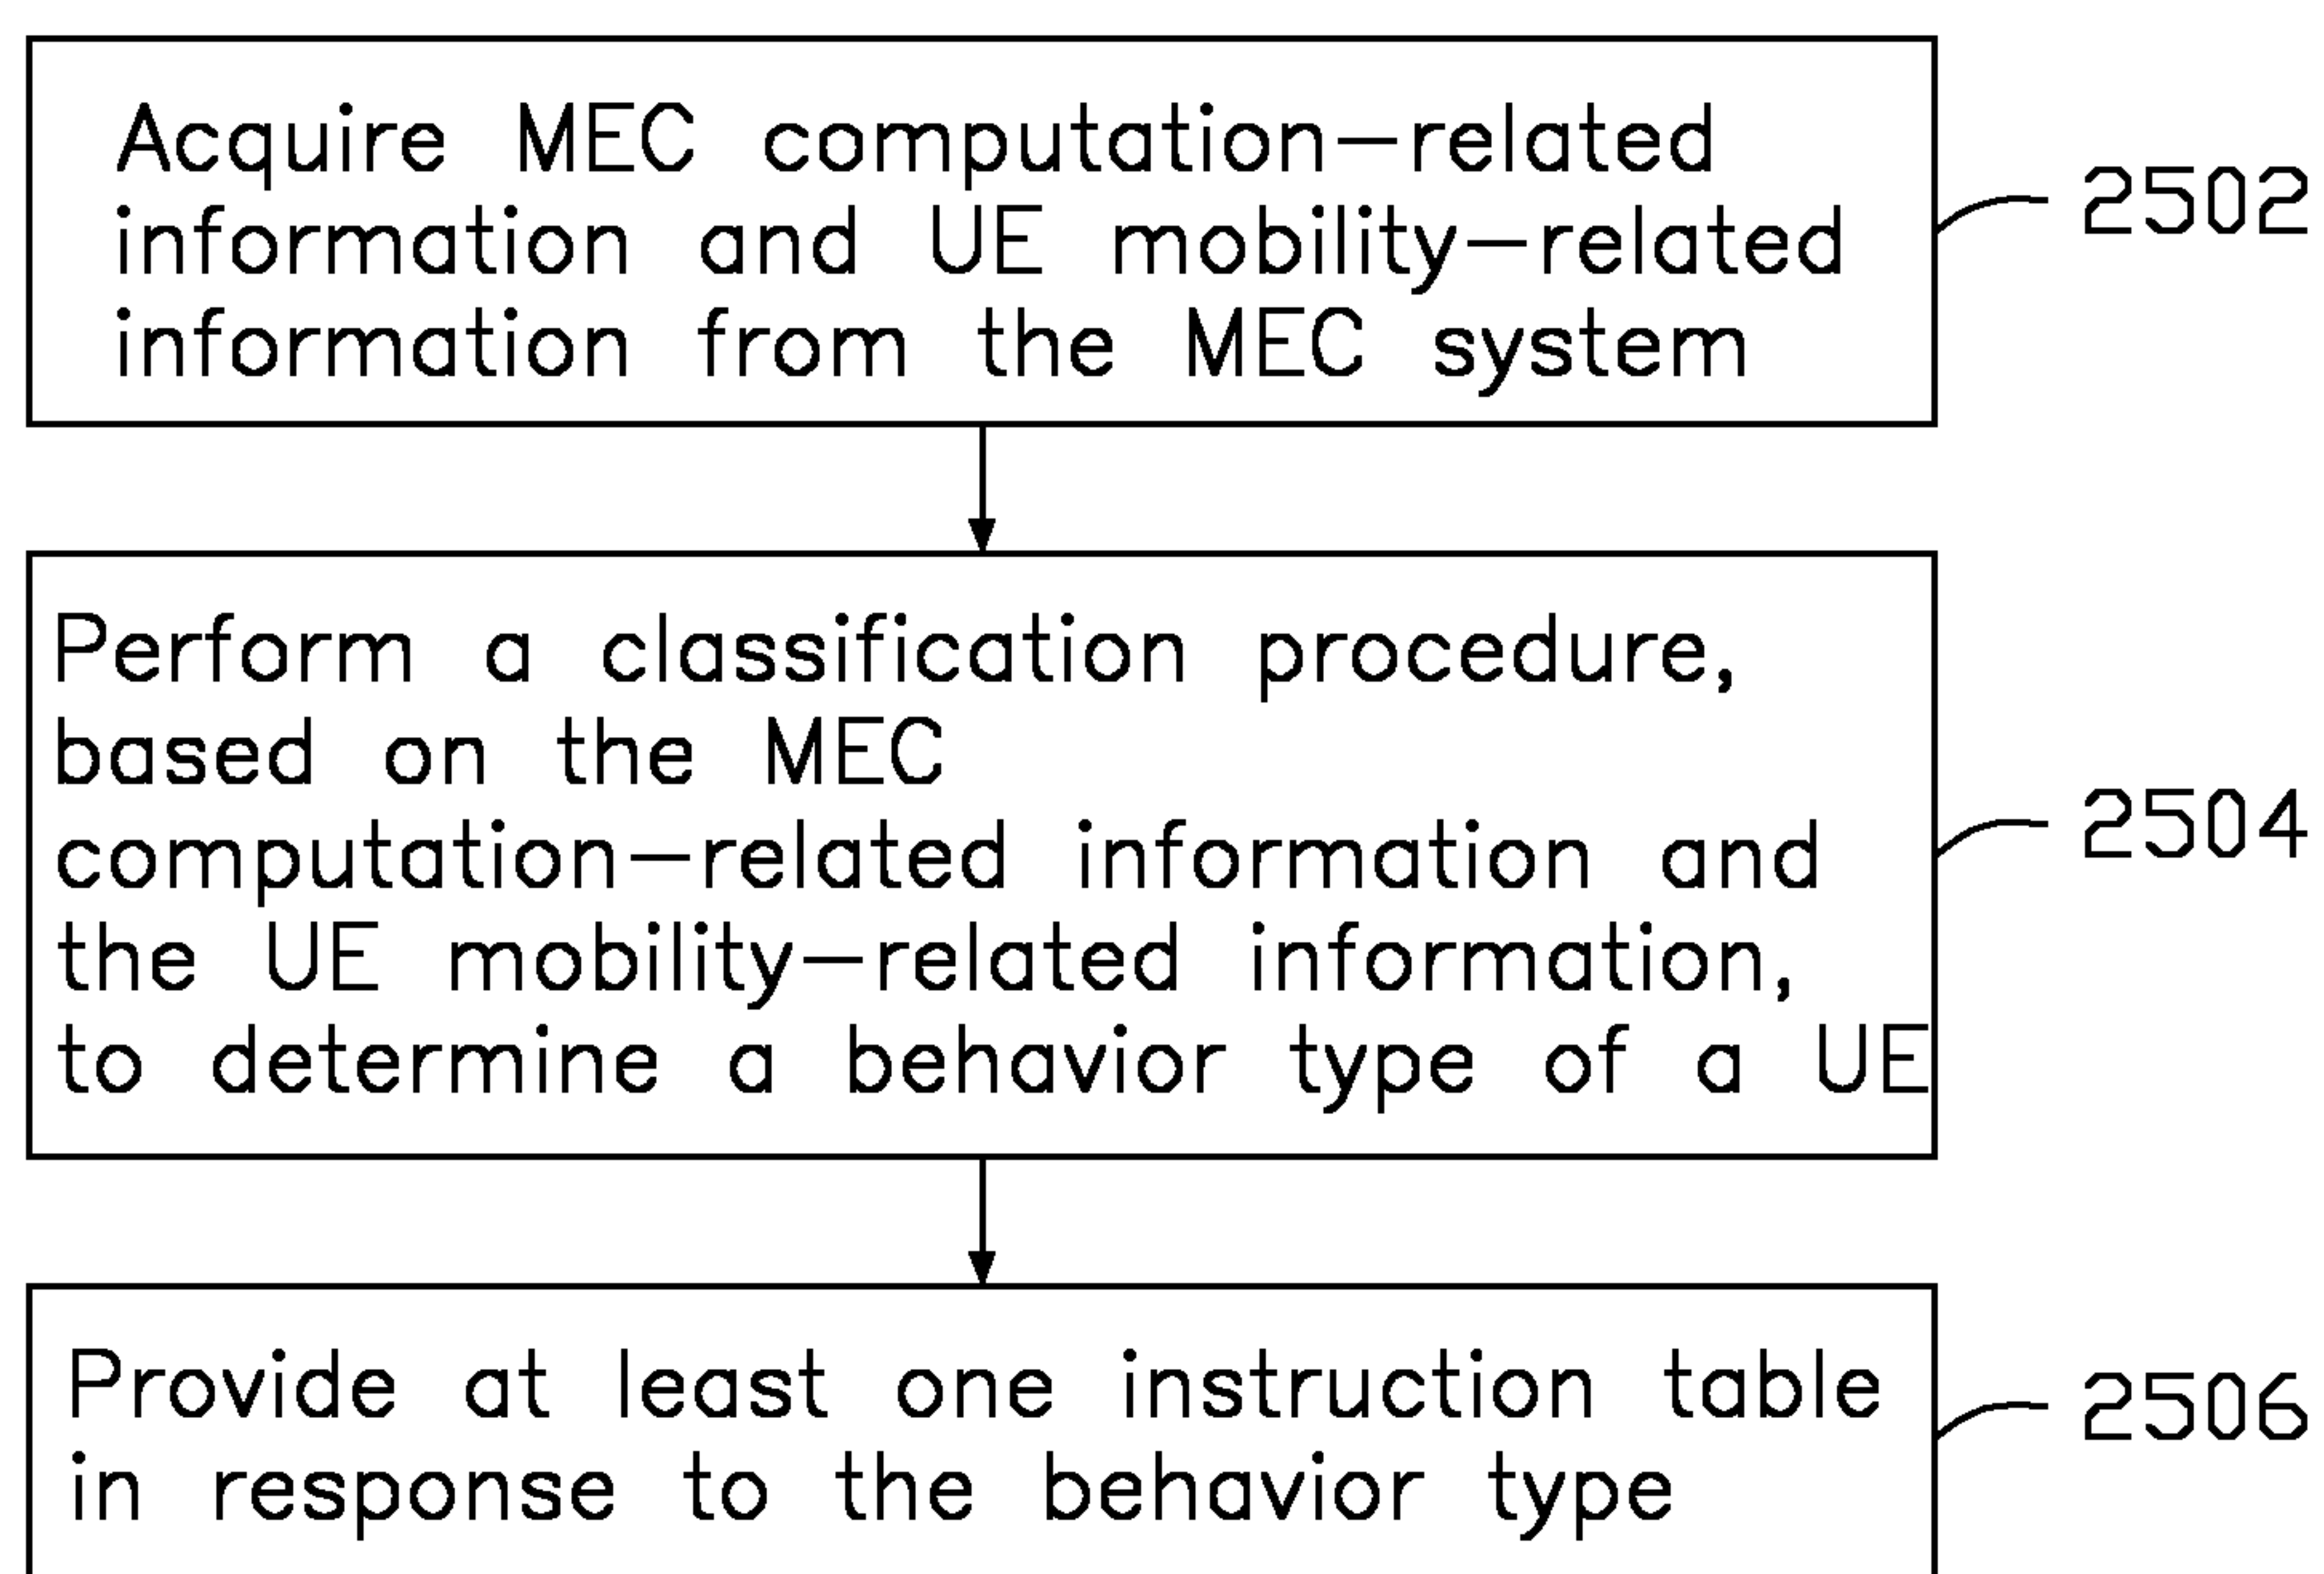 Acquire MEC computation—related
information and UE mobility—related
information from the MEC system
2502
Perform a classification procedure,
based on the MEC
computation—related information and
the UE mobility—related information,
to determine a behavior type of a UE
2504
Provide at least one instruction table
in response to the behavior type
2506